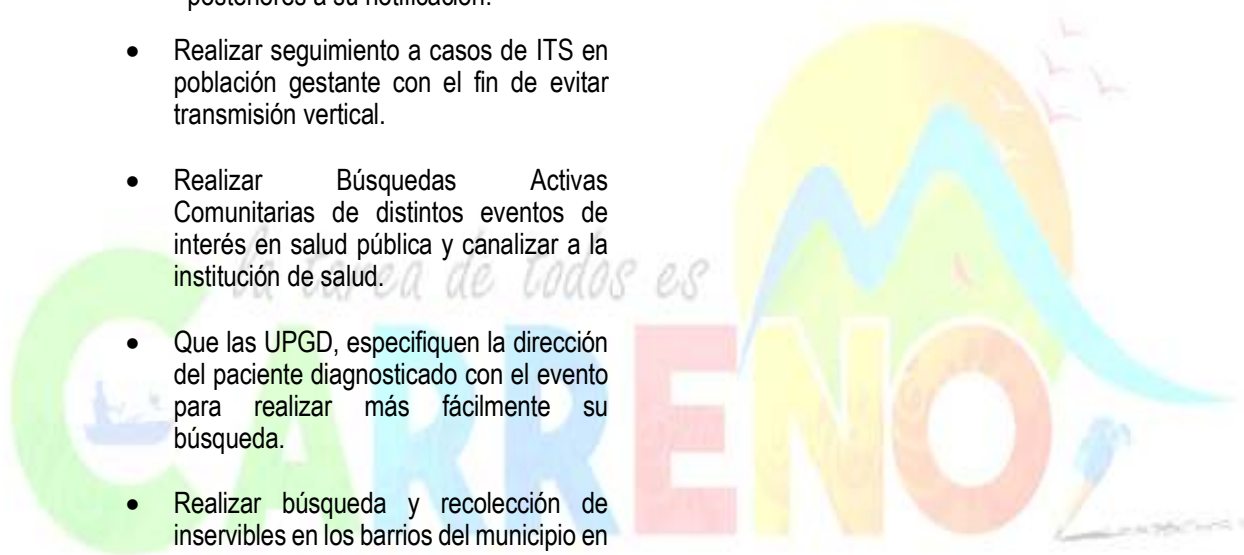 posteriores a su notificación.
• Realizar seguimiento a casos de ITS en
población gestante con el fin de evitar
transmisión vertical.
• Realizar Búsquedas Activas
Comunitarias de distintos eventos de
interés en salud pública y canalizar a la
institución de salud.
la tarea de todos es
CARREÑO
• Que las UPGD, especifiquen la dirección
del paciente diagnosticado con el evento
para realizar más fácilmente su
búsqueda.
• Realizar búsqueda y recolección de
inservibles en los barrios del municipio en